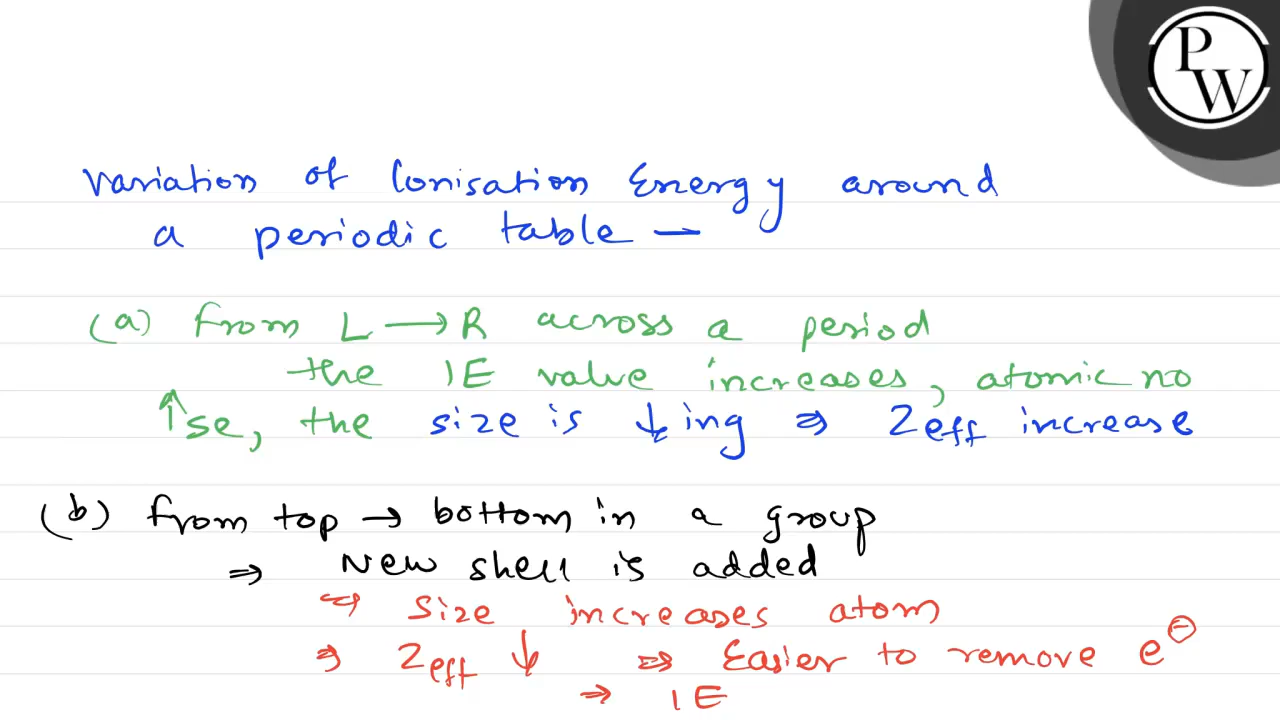 PW
Variation of Ionisation Energy around
a periodic table —
(a) from L → R across a period
the IE value increases, atomic no
↑se, the size is ↓ing ⇒ Zeff increase
(b) from top → bottom in a group
⇒ New shell is added
⇒ Size increases atom
⇒ Zeff ↓ ⇒ Easier to remove e⊖
⇒ IE